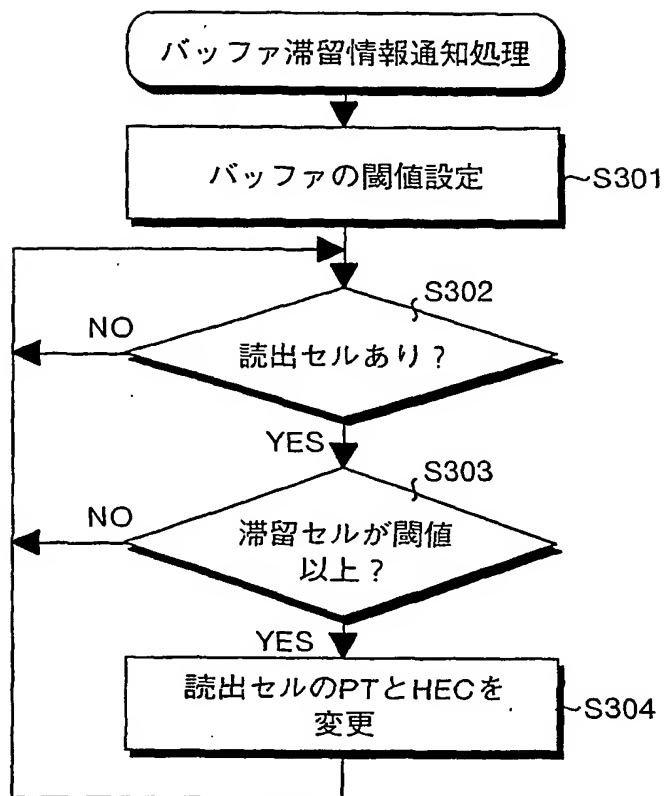 バッファ滞留情報通知処理
バッファの閾値設定
S301
S302
NO
読出セルあり？
YES
S303
NO
滞留セルが閾値
以上？
YES
読出セルのPTとHECを
変更
S304